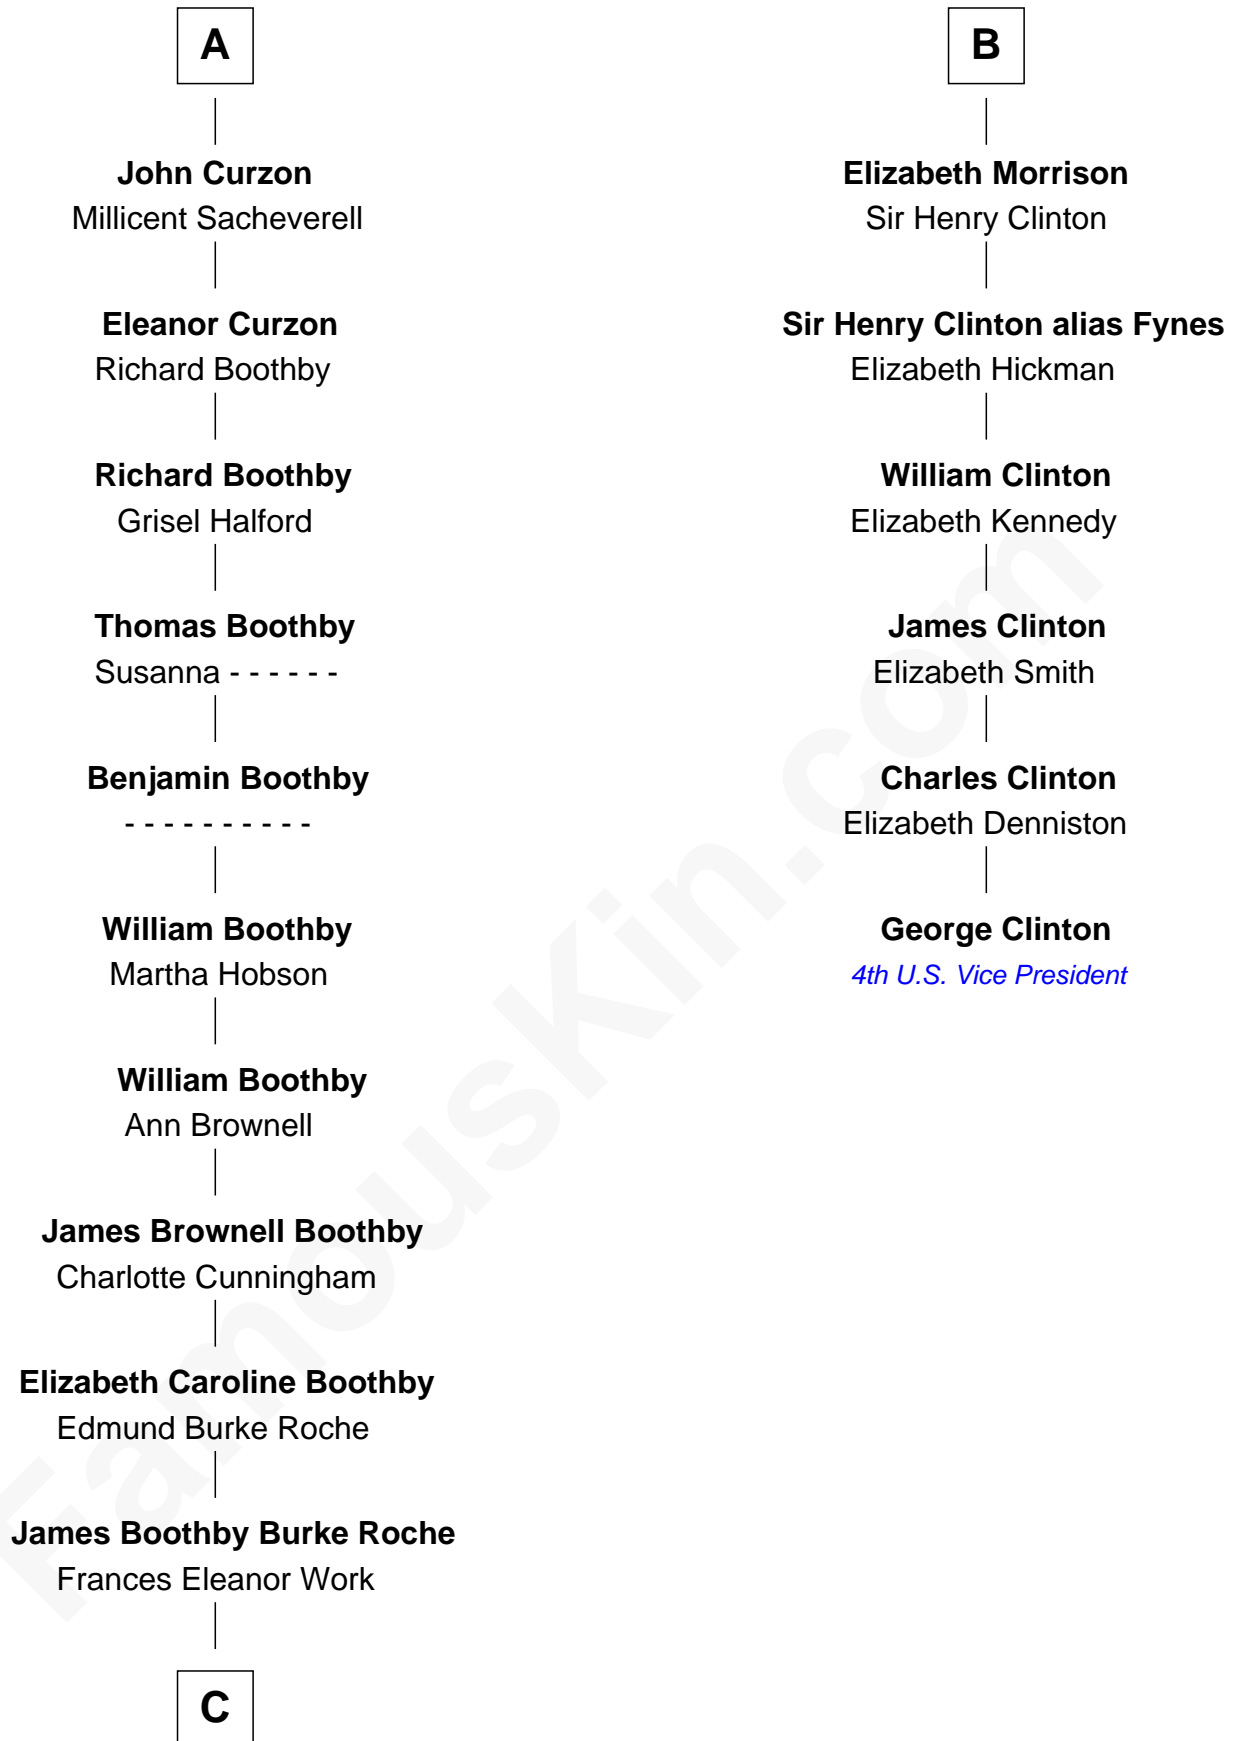 A
John Curzon
Millicent Sacheverell
Eleanor Curzon
Richard Boothby
Richard Boothby
Grisel Halford
Thomas Boothby
Susanna - - - - - -
Benjamin Boothby
- - - - - - - - - -
William Boothby
Martha Hobson
William Boothby
Ann Brownell
James Brownell Boothby
Charlotte Cunningham
Elizabeth Caroline Boothby
Edmund Burke Roche
James Boothby Burke Roche
Frances Eleanor Work
C
B
Elizabeth Morrison
Sir Henry Clinton
Sir Henry Clinton alias Fynes
Elizabeth Hickman
William Clinton
Elizabeth Kennedy
James Clinton
Elizabeth Smith
Charles Clinton
Elizabeth Denniston
George Clinton
4th U.S. Vice President
FamousKin.com